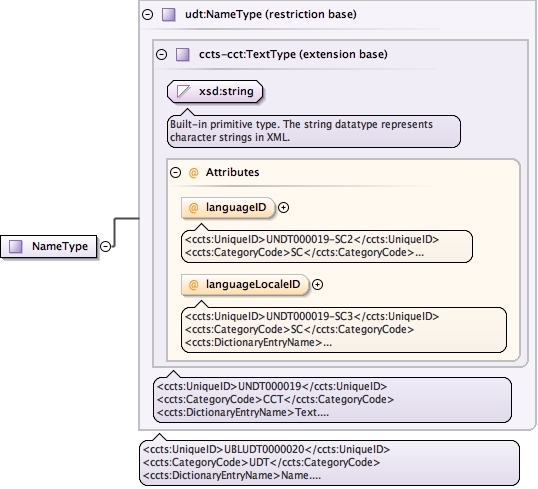 udt:NameType (restriction base)
ccts-cct:TextType (extension base)
xsd:string
Built-in primitive type. The string datatype represents
character strings in XML.
@ Attributes
@ languageID
<ccts:UniqueID>UNDT000019-SC2</ccts:UniqueID>
<ccts:CategoryCode>SC</ccts:CategoryCode>...
NameType
@ languageLocaleID
<ccts:UniqueID>UNDT000019-SC3</ccts:UniqueID>
<ccts:CategoryCode>SC</ccts:CategoryCode>
<ccts:DictionaryEntryName>...
<ccts:UniqueID>UNDT000019</ccts:UniqueID>
<ccts:CategoryCode>CCT</ccts:CategoryCode>
<ccts:DictionaryEntryName>Text....
<ccts:UniqueID>UBLUDT0000020</ccts:UniqueID>
<ccts:CategoryCode>UDT</ccts:CategoryCode>
<ccts:DictionaryEntryName>Name....